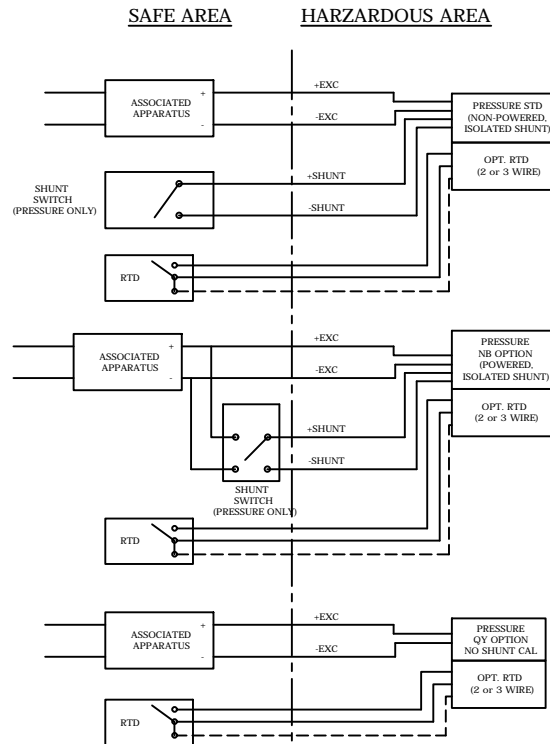 SAFE AREA
HARZARDOUS AREA
ASSOCIATED
APPARATUS
+
-
+EXC
-EXC
PRESSURE STD
(NON-POWERED,
ISOLATED SHUNT)
OPT. RTD
(2 or 3 WIRE)
SHUNT
SWITCH
(PRESSURE ONLY)
+SHUNT
-SHUNT
RTD
ASSOCIATED
APPARATUS
+
-
+EXC
-EXC
PRESSURE
NB OPTION
(POWERED,
ISOLATED SHUNT)
OPT. RTD
(2 or 3 WIRE)
+SHUNT
-SHUNT
SHUNT
SWITCH
(PRESSURE ONLY)
RTD
ASSOCIATED
APPARATUS
+
-
+EXC
-EXC
PRESSURE
QY OPTION
NO SHUNT CAL
OPT. RTD
(2 or 3 WIRE)
RTD